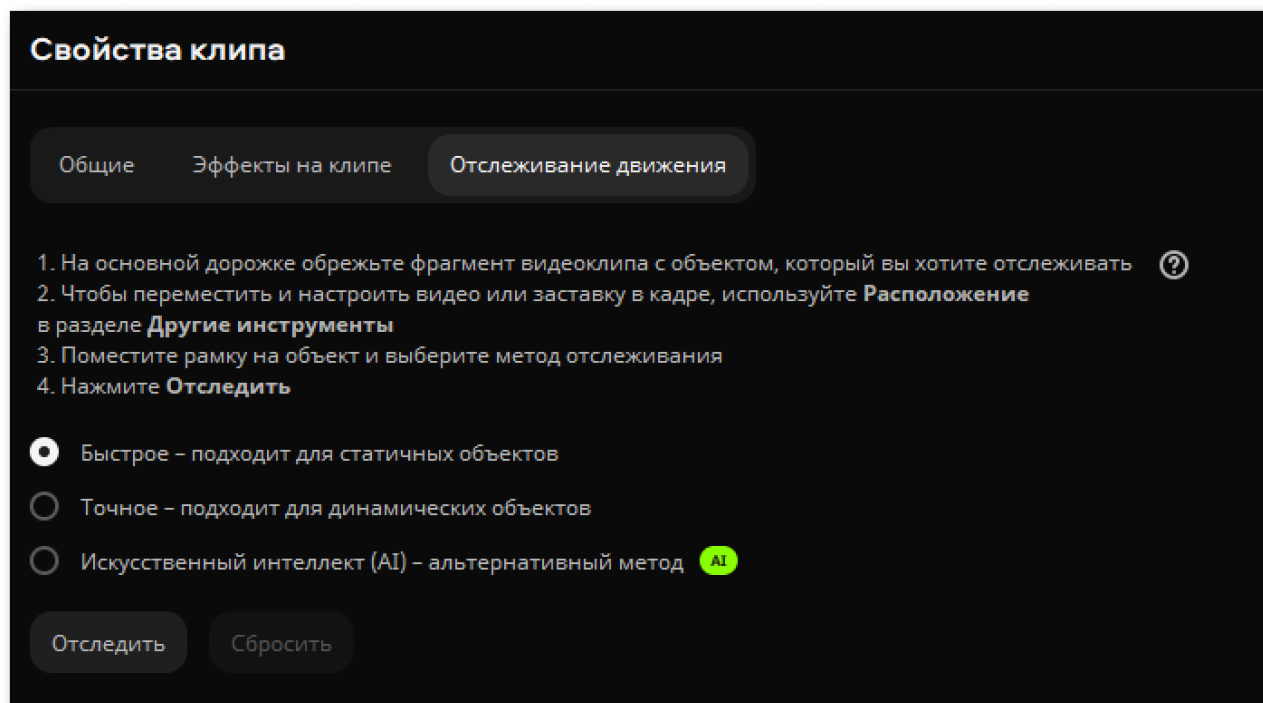 Свойства клипа
Общие Эффекты на клипе Отслеживание движения
1. На основной дорожке обрежьте фрагмент видеоклипа с объектом, который вы хотите отслеживать ?
2. Чтобы переместить и настроить видео или заставку в кадре, используйте Расположение
в разделе Другие инструменты
3. Поместите рамку на объект и выберите метод отслеживания
4. Нажмите Отследить
Быстрое – подходит для статичных объектов
Точное – подходит для динамических объектов
Искусственный интеллект (AI) – альтернативный метод AI
Отследить Сбросить